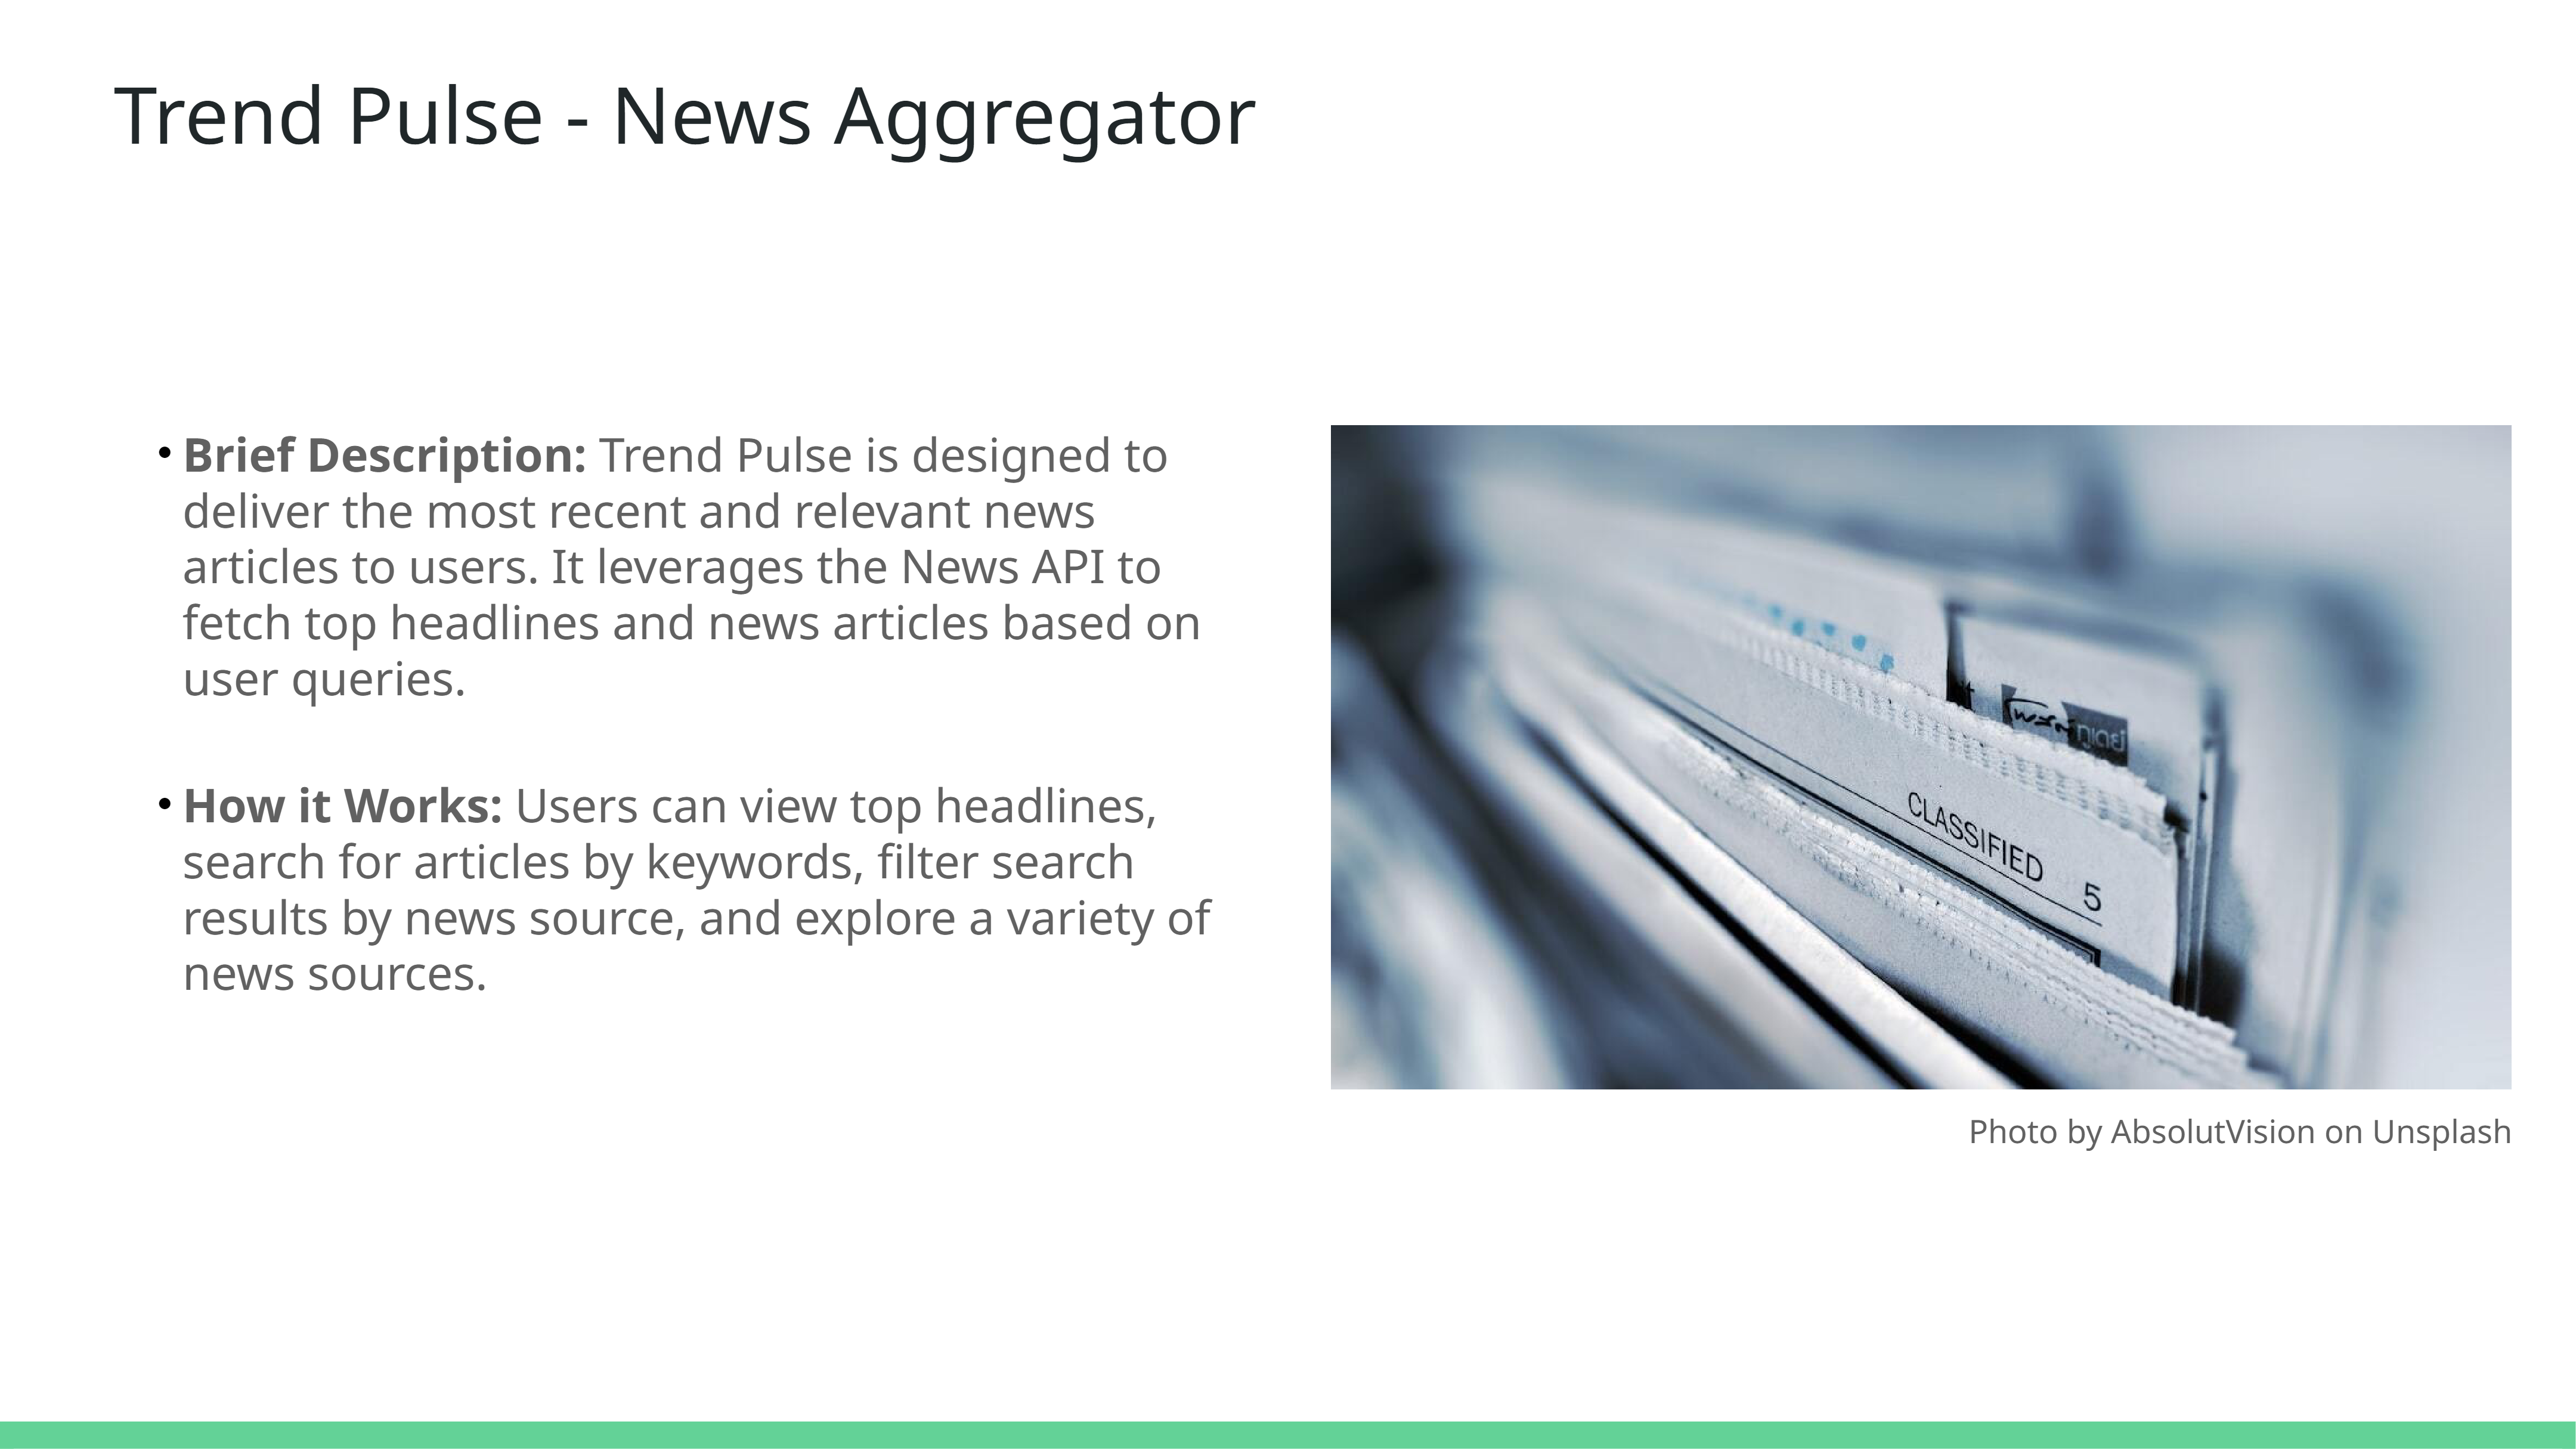 Trend Pulse - News Aggregator
• Brief Description: Trend Pulse is designed to
deliver the most recent and relevant news
articles to users. It leverages the News API to
fetch top headlines and news articles based on
user queries.
• How it Works: Users can view top headlines,
search for articles by keywords, filter search
results by news source, and explore a variety of
news sources.
CLASSIFIED 5
Photo by AbsolutVision on Unsplash